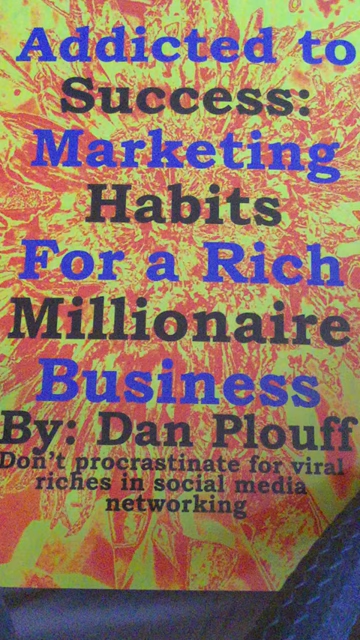 Addicted to
Success:
Marketing
Habits
For a Rich
Millionaire
Business
By: Dan Plouff
Don't procrastinate for viral
riches in social media
networking